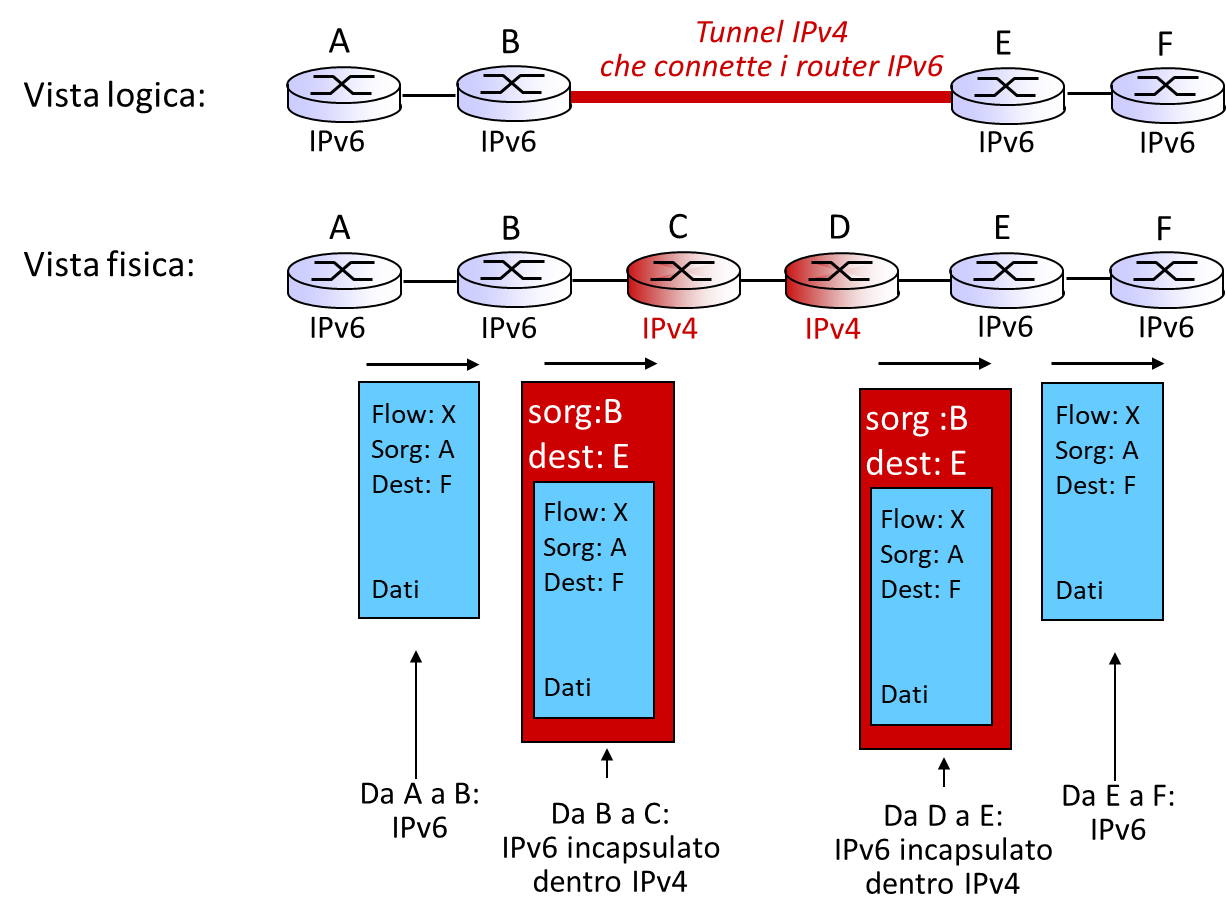 Tunnel IPv4
che connette i router IPv6
A
B
E
F
Vista logica:
IPv6
IPv6
IPv6
IPv6
A
B
C
D
E
F
Vista fisica:
IPv6
IPv6
IPv4
IPv4
IPv6
IPv6
Flow: X
Sorg: A
Dest: F
Dati
sorg:B
dest: E
Flow: X
Sorg: A
Dest: F
Dati
sorg :B
dest: E
Flow: X
Sorg: A
Dest: F
Dati
Flow: X
Sorg: A
Dest: F
Dati
Da A a B:
IPv6
Da B a C:
IPv6 incapsulato
dentro IPv4
Da D a E:
IPv6 incapsulato
dentro IPv4
Da E a F:
IPv6